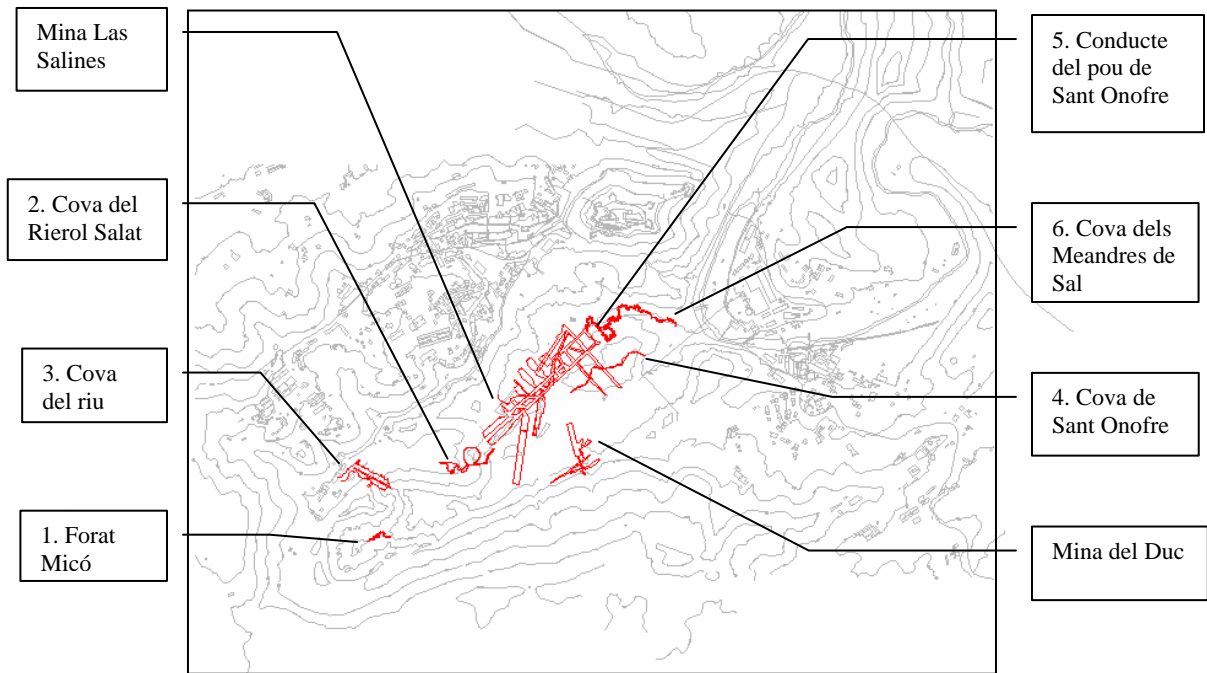 Mina Las
Salines
2. Cova del
Rierol Salat
3. Cova
del riu
1. Forat
Micó
5. Conducte
del pou de
Sant Onofre
6. Cova dels
Meandres de
Sal
4. Cova de
Sant Onofre
Mina del Duc